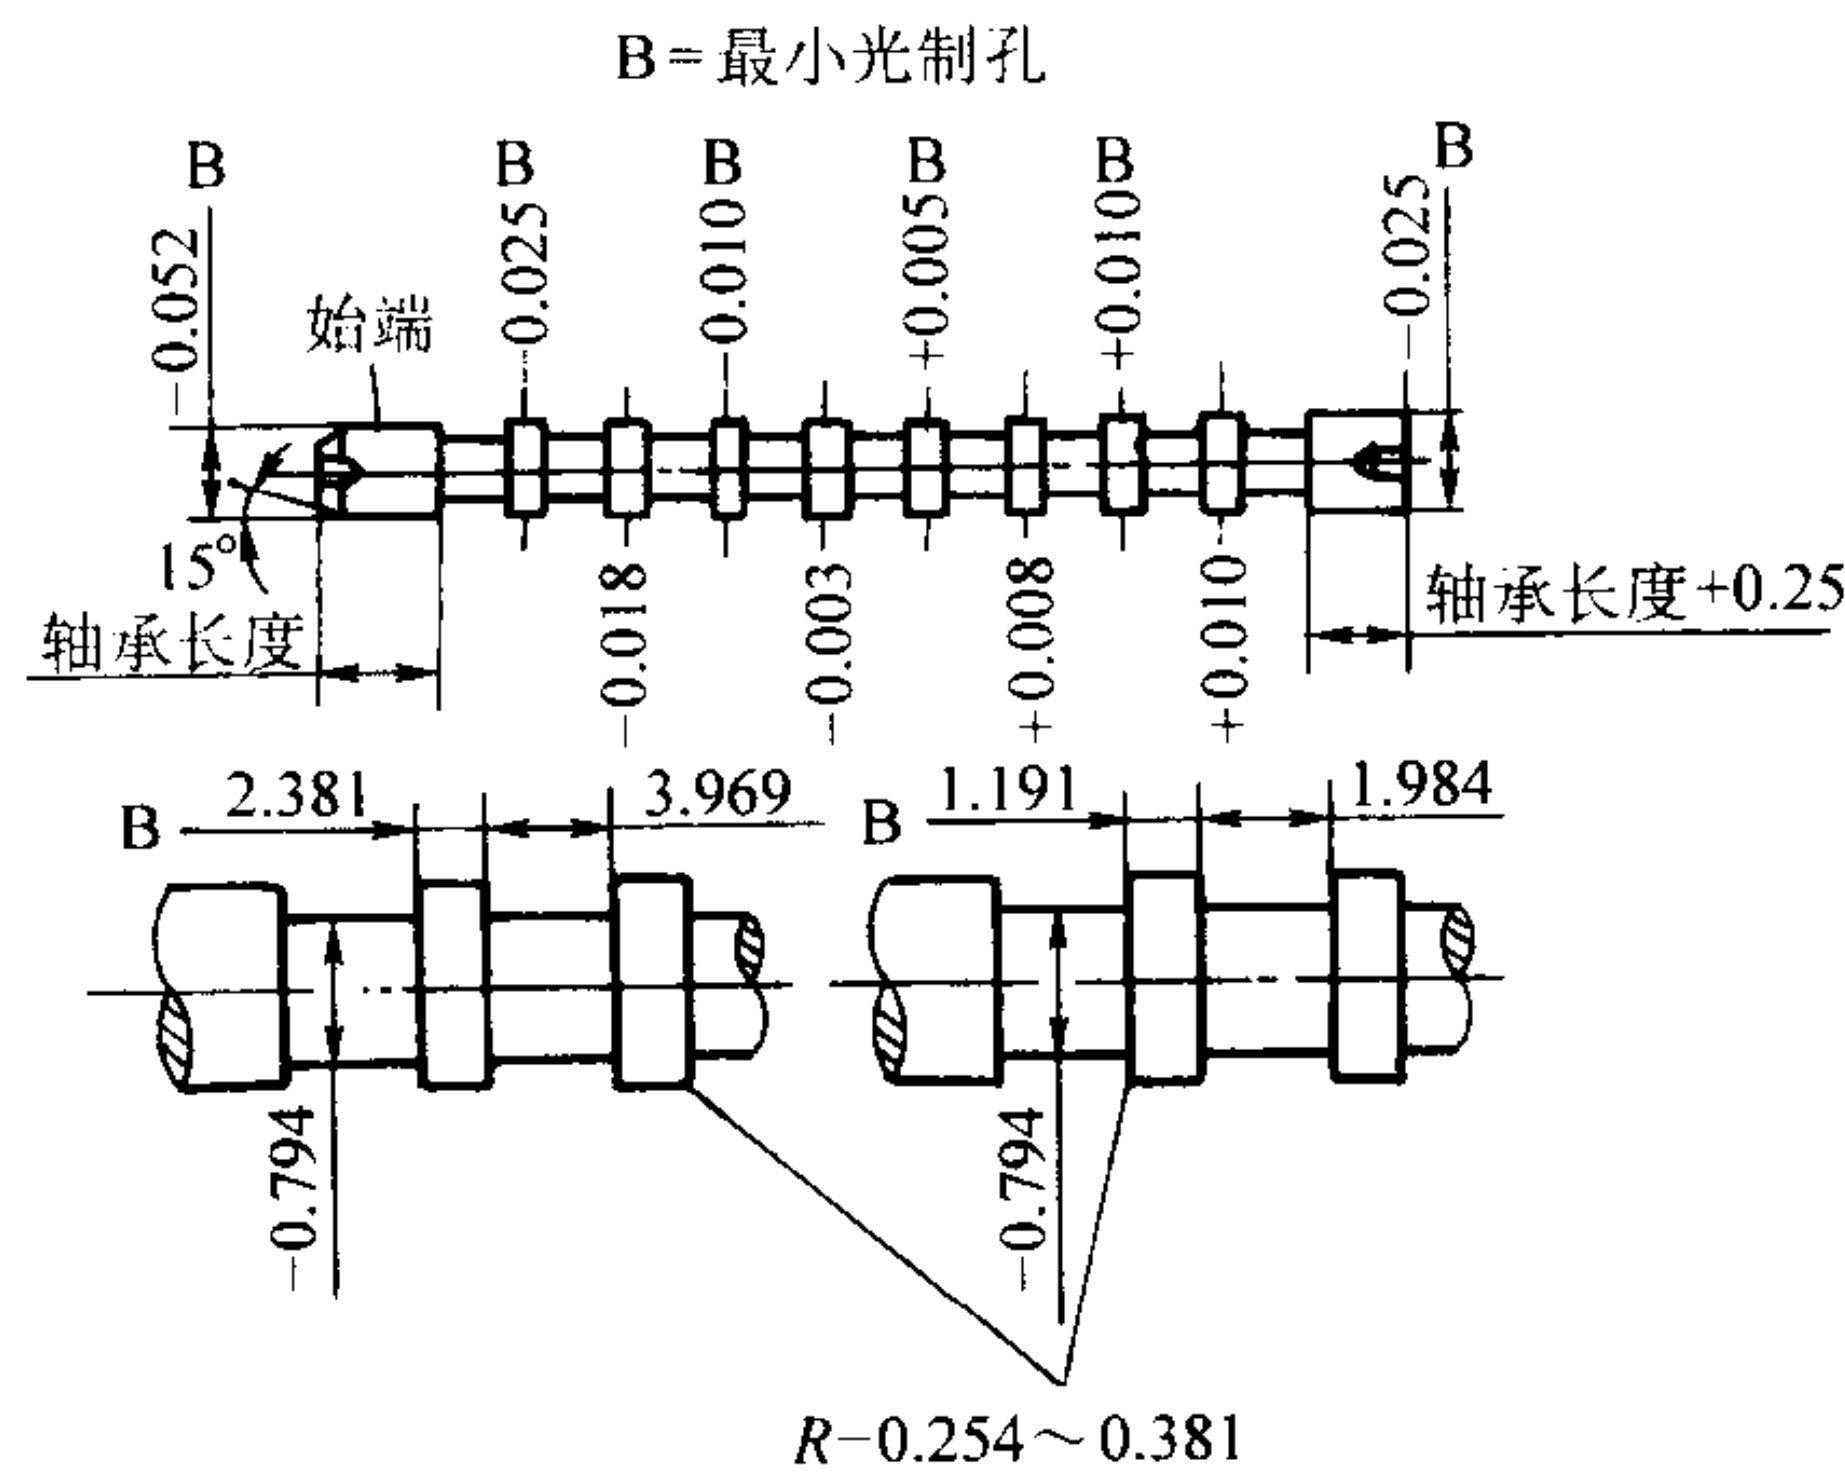 B=最小光制孔
B B B B B B
-0.052 -0.025 -0.010 +0.005 +0.010 -0.025
始端
15°
轴承长度 -0.018 -0.003 +0.008 +0.010 轴承长度+0.25
B 2.381 3.969 B 1.191 1.984
-0.794 -0.794
R-0.254～0.381